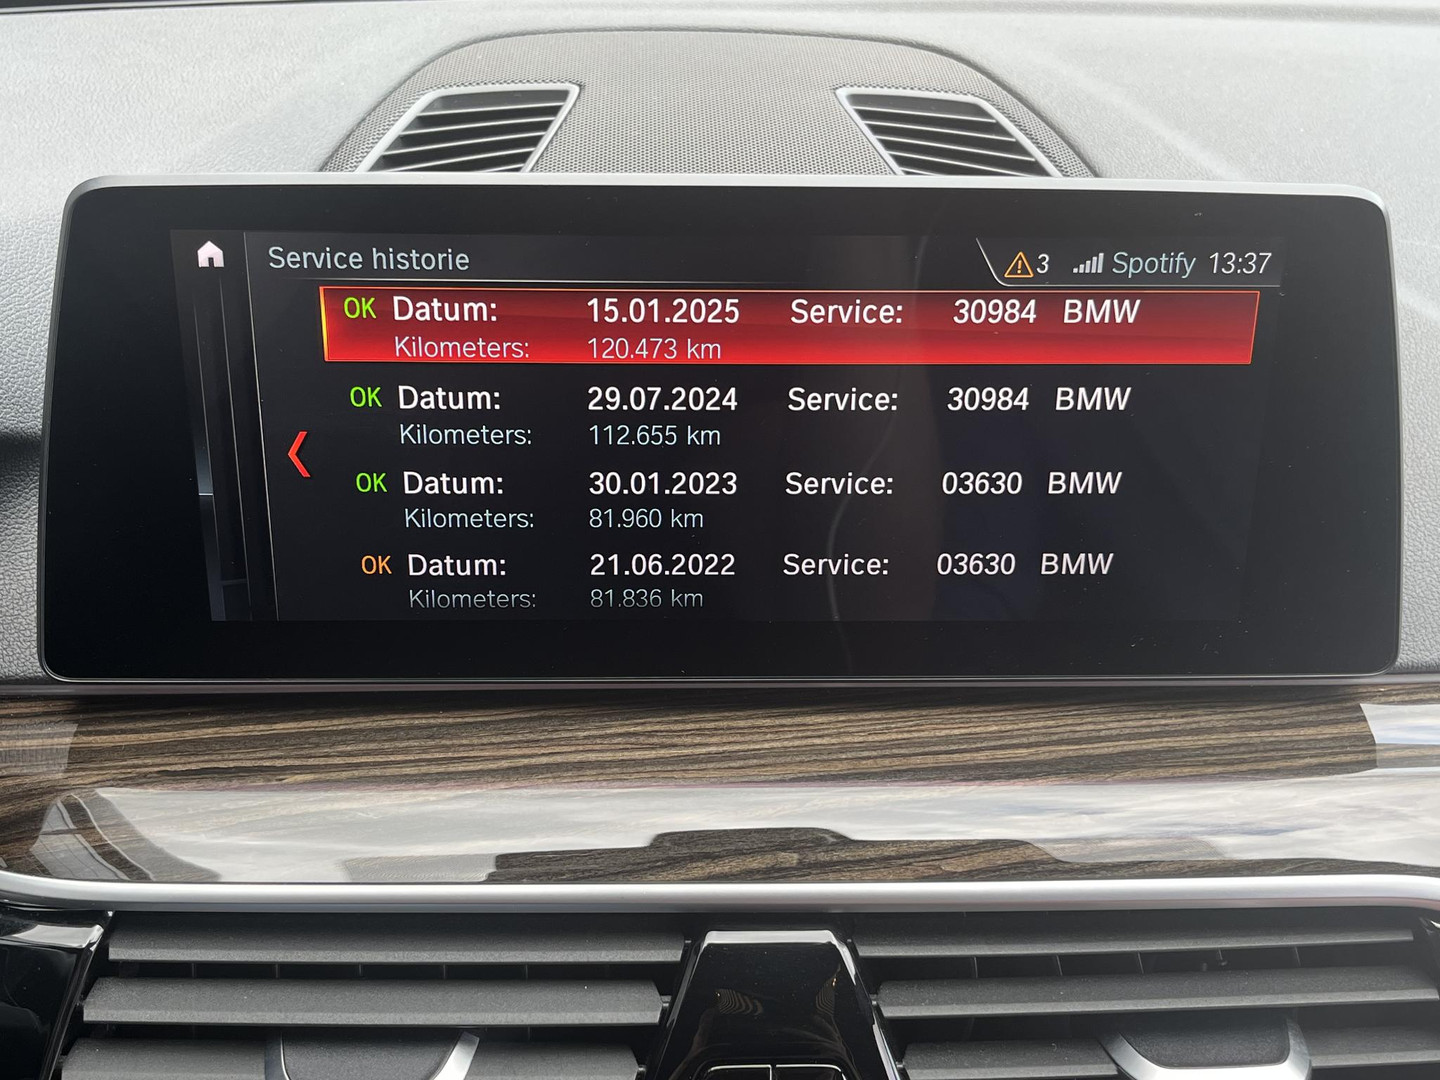 Service historie
3 Spotify 13:37
OK Datum: 15.01.2025 Service: 30984 BMW
Kilometers: 120.473 km
OK Datum: 29.07.2024 Service: 30984 BMW
Kilometers: 112.655 km
OK Datum: 30.01.2023 Service: 03630 BMW
Kilometers: 81.960 km
OK Datum: 21.06.2022 Service: 03630 BMW
Kilometers: 81.836 km